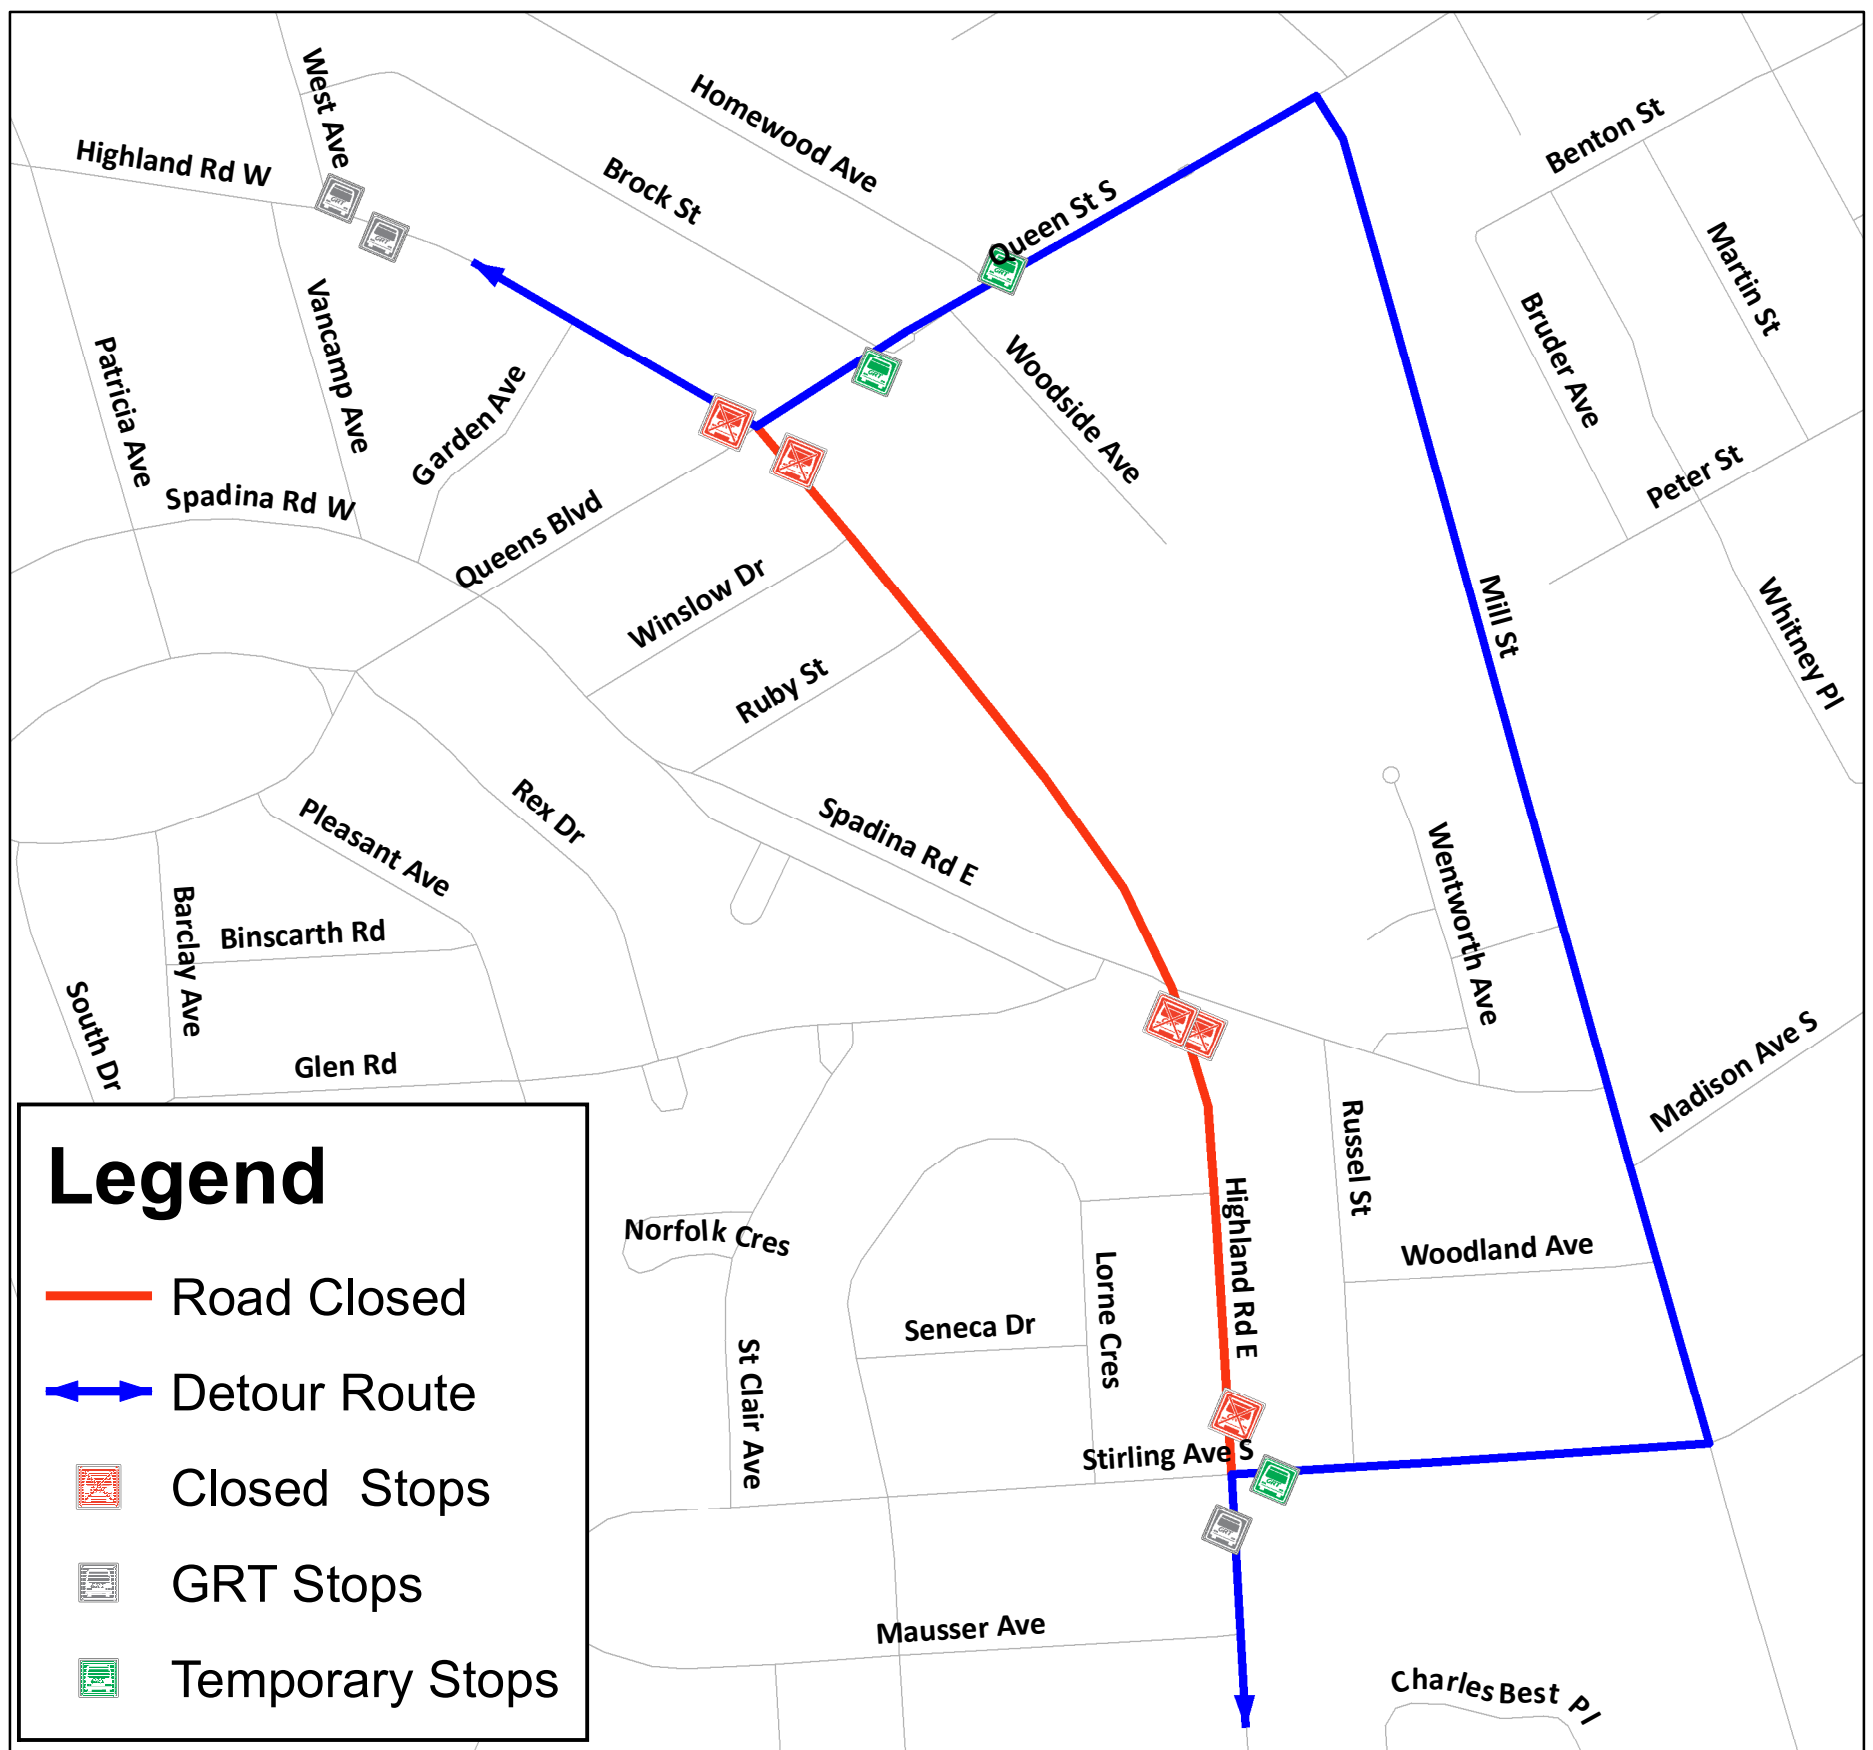 West Ave
Homewood Ave
Highland Rd W
Brock St
Queen St S
Benton St
Martin St
Vancamp Ave
Patricia Ave
Garden Ave
Woodside Ave
Bruder Ave
Peter St
Spadina Rd W
Queens Blvd
Winslow Dr
Mill St
Whitney Pl
Ruby St
Rex Dr
Pleasant Ave
Spadina Rd E
Wentworth Ave
Barclay Ave
Binscarth Rd
South Dr
Glen Rd
Madison Ave S
Russel St
Highland Rd E
Norfolk Cres
Woodland Ave
Lorne Cres
Seneca Dr
St Clair Ave
Stirling Ave S
Mausser Ave
Charles Best Pl
Legend
Road Closed
Detour Route
Closed Stops
GRT Stops
Temporary Stops